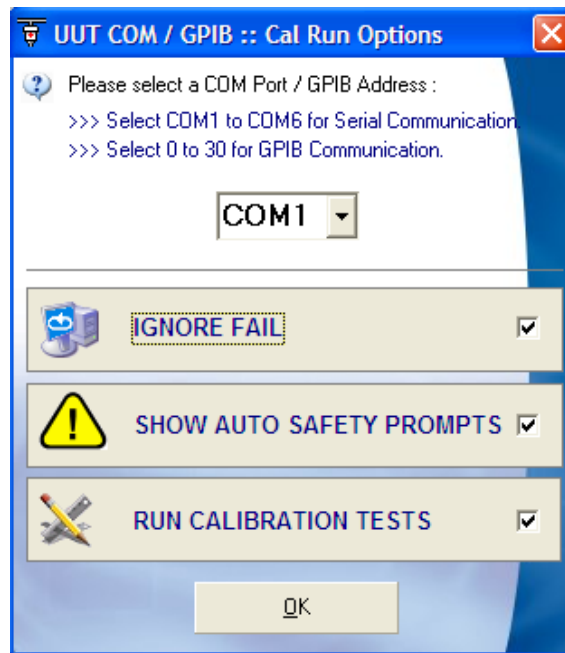 UUT COM / GPIB :: Cal Run Options
Please select a COM Port / GPIB Address :
>>> Select COM1 to COM6 for Serial Communication.
>>> Select 0 to 30 for GPIB Communication.
COM1
IGNORE FAIL
SHOW AUTO SAFETY PROMPTS
RUN CALIBRATION TESTS
OK